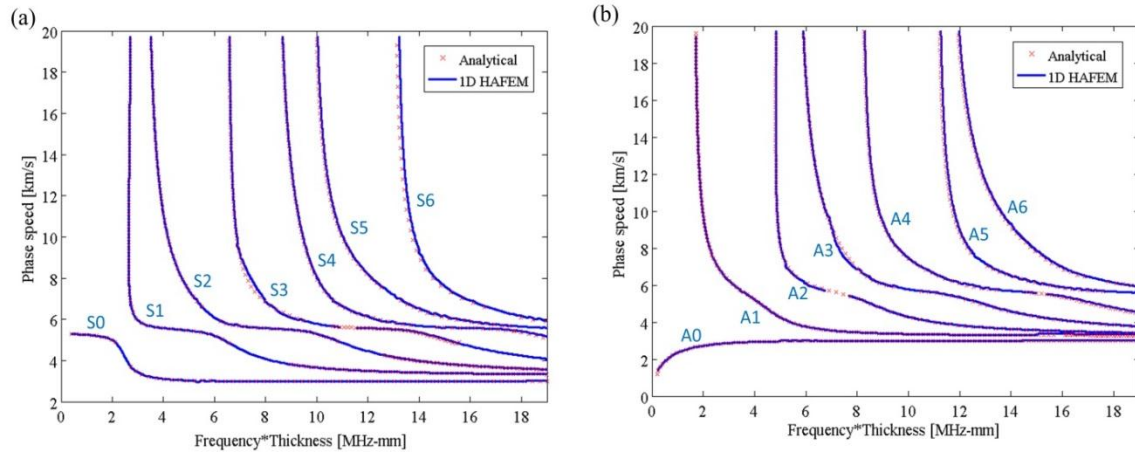 (a)
20
18
16
14
12
10
8
6
4
2
Phase speed [km/s]
× Analytical
1D HAFEM
S0
S1
S2
S3
S4
S5
S6
0 2 4 6 8 10 12 14 16 18
Frequency*Thickness [MHz-mm]
(b)
20
18
16
14
12
10
8
6
4
2
0
Phase speed [km/s]
× Analytical
1D HAFEM
A0
A1
A2
A3
A4
A5
A6
0 2 4 6 8 10 12 14 16 18
Frequency*Thickness [MHz-mm]